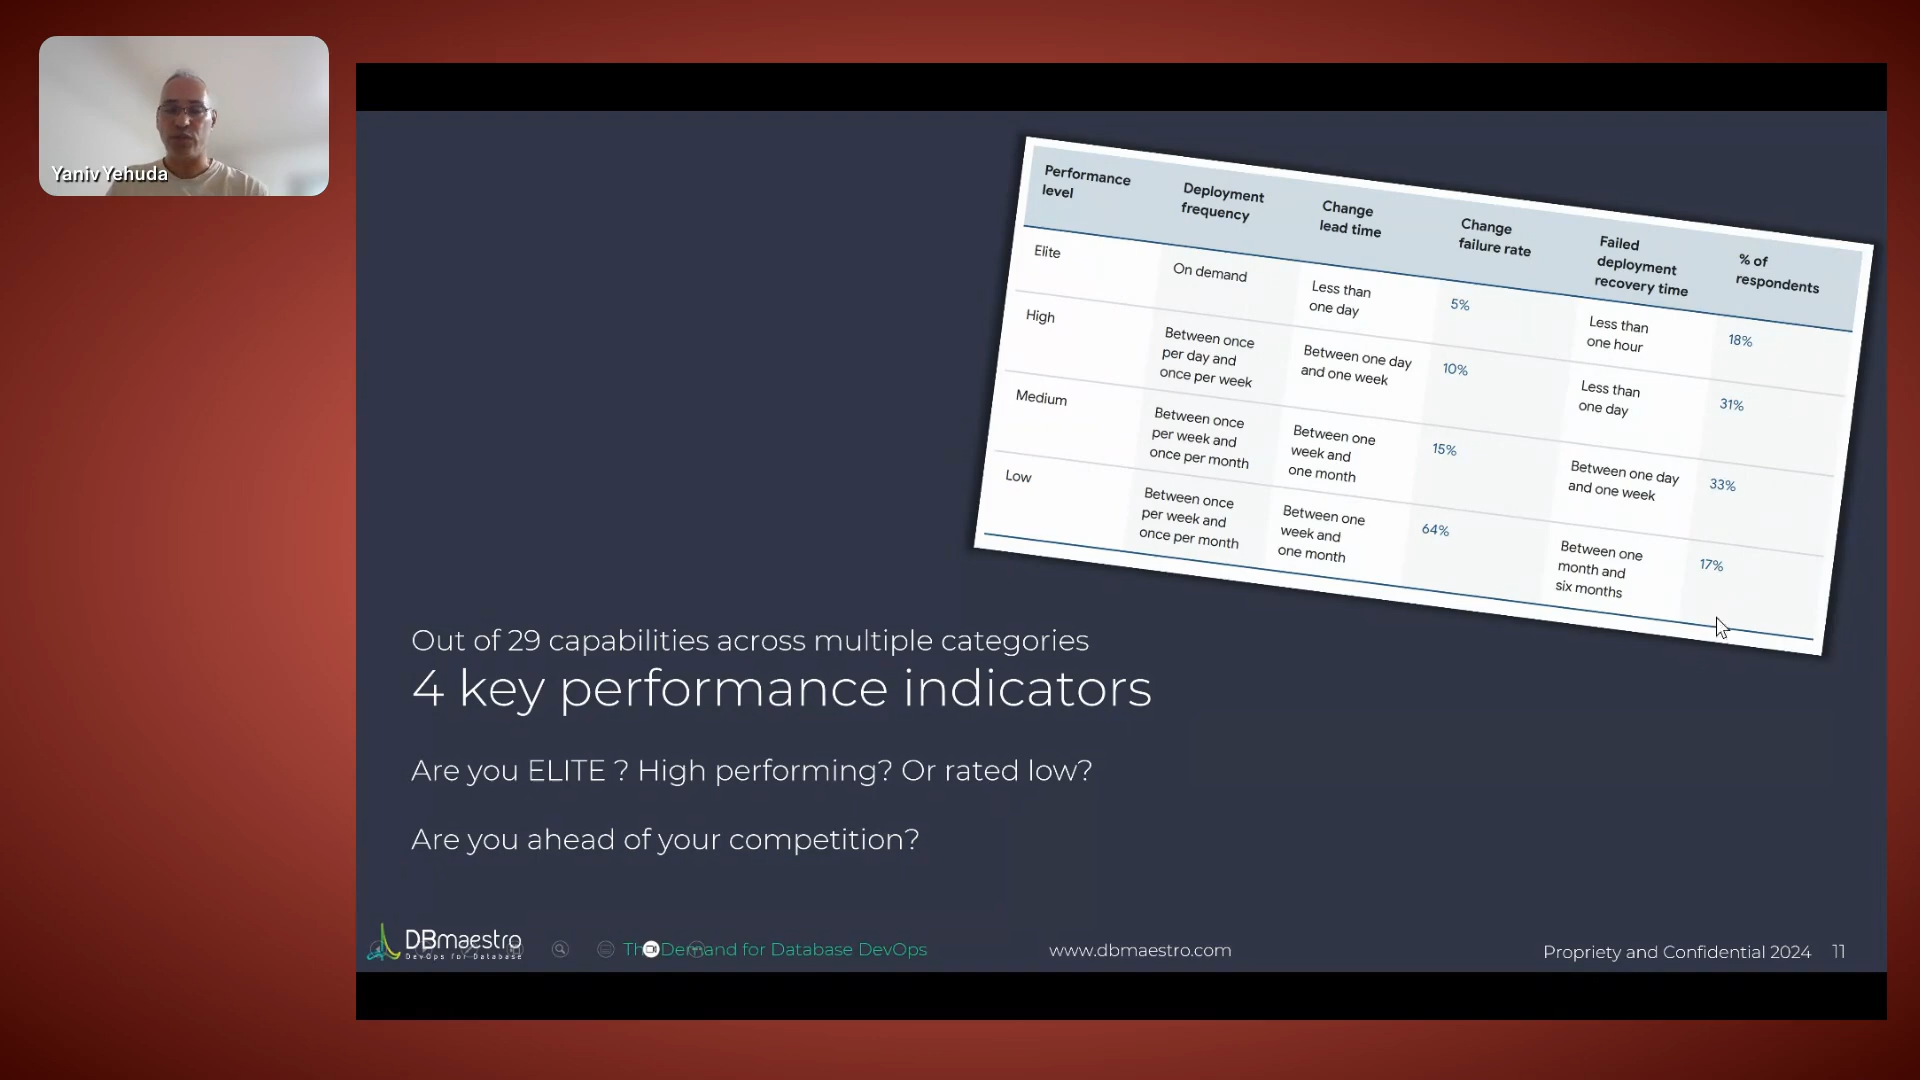 Yaniv Yehuda
Performance
level
Deployment
frequency
Change
lead time
Change
failure rate
Failed
deployment
recovery time
% of
respondents
Elite
On demand
Less than
one day
5%
Less than
one hour
18%
High
Between once
per day and
once per week
Between one day
and one week
10%
Less than
one day
31%
Medium
Between once
per week and
once per month
Between one
week and
one month
15%
Between one day
and one week
33%
Low
Between once
per week and
once per month
Between one
week and
one month
64%
Between one
month and
six months
17%
Out of 29 capabilities across multiple categories
4 key performance indicators
Are you ELITE ? High performing? Or rated low?
Are you ahead of your competition?
DBmaestro
DevOps for Database
The Demand for Database DevOps
www.dbmaestro.com
Propriety and Confidential 2024
11